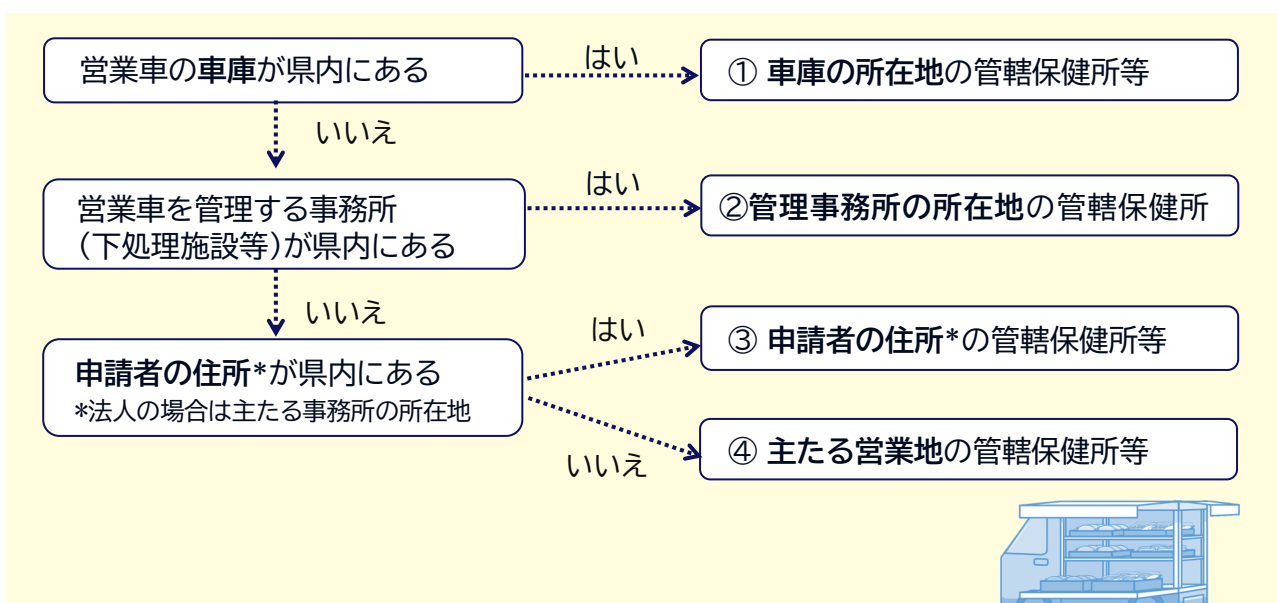 営業車の車庫が県内にある
はい
① 車庫の所在地の管轄保健所等
いいえ
営業車を管理する事務所
(下処理施設等)が県内にある
はい
②管理事務所の所在地の管轄保健所
いいえ
申請者の住所*が県内にある
*法人の場合は主たる事務所の所在地
はい
③ 申請者の住所*の管轄保健所等
いいえ
④ 主たる営業地の管轄保健所等